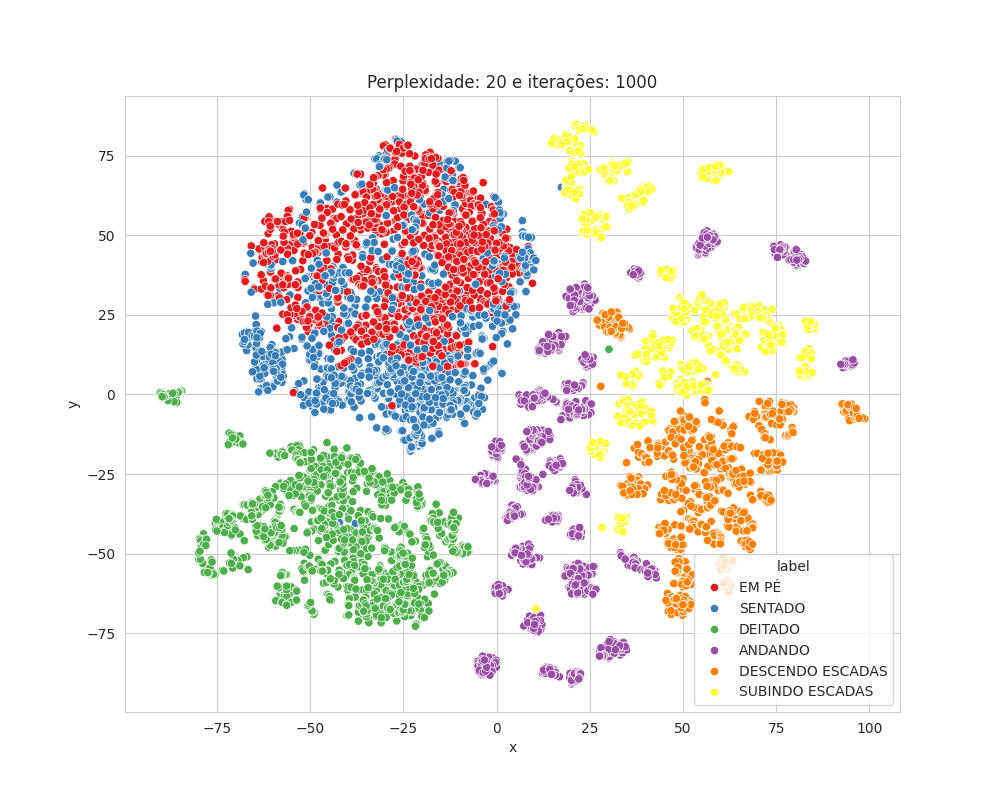 Perplexidade: 20 e iterações: 1000
y
75
50
25
0
−25
−50
−75
−75 −50 −25 0 25 50 75 100
x
label
EM PÉ
SENTADO
DEITADO
ANDANDO
DESCENDO ESCADAS
SUBINDO ESCADAS